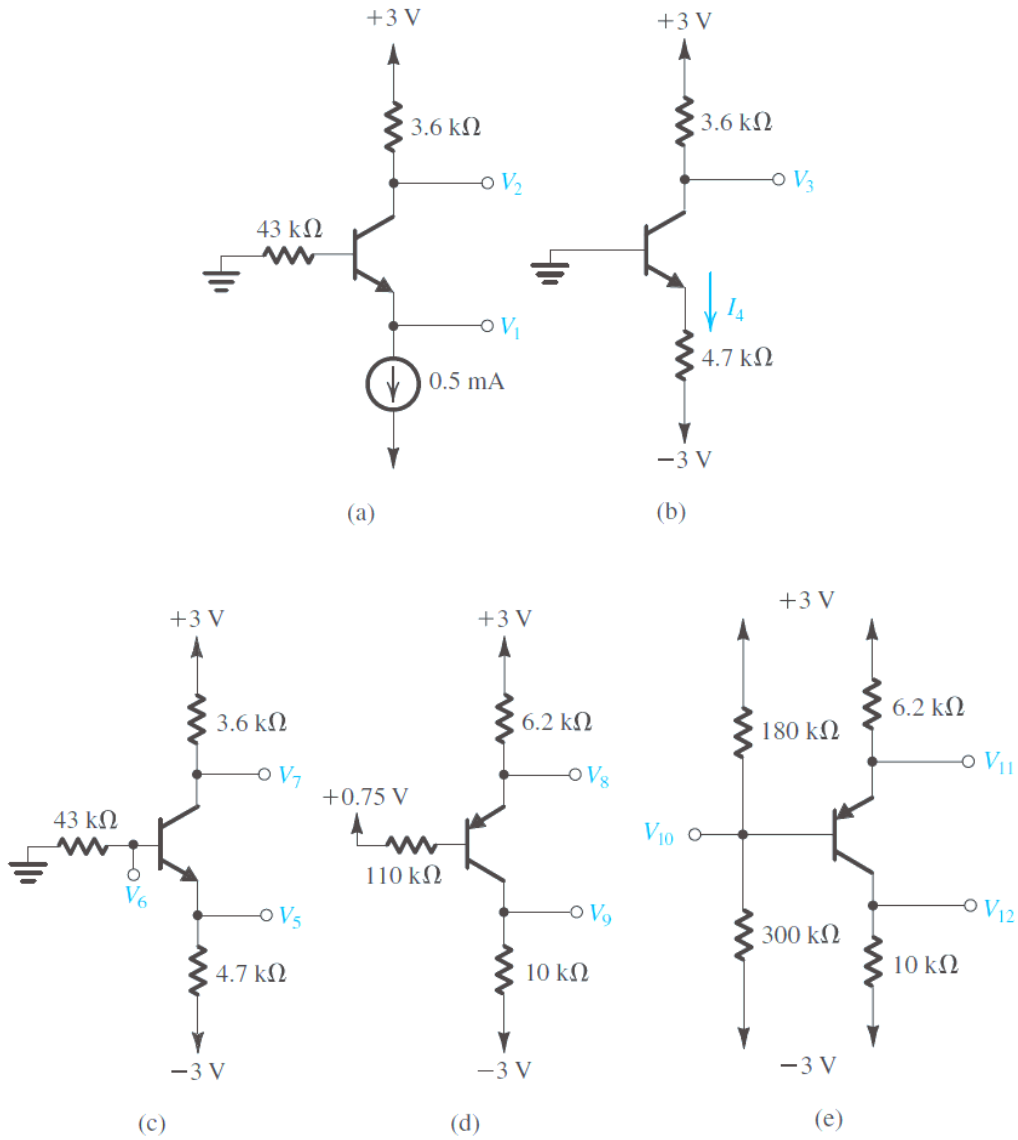 +3 V
+3 V
3.6 kΩ
3.6 kΩ
V2
V3
43 kΩ
I4
V1
4.7 kΩ
0.5 mA
−3 V
(a)
(b)
+3 V
+3 V
+3 V
3.6 kΩ
6.2 kΩ
180 kΩ
6.2 kΩ
V7
V8
V11
+0.75 V
43 kΩ
V10
110 kΩ
V6
V5
V9
V12
4.7 kΩ
10 kΩ
300 kΩ
10 kΩ
−3 V
−3 V
−3 V
(c)
(d)
(e)